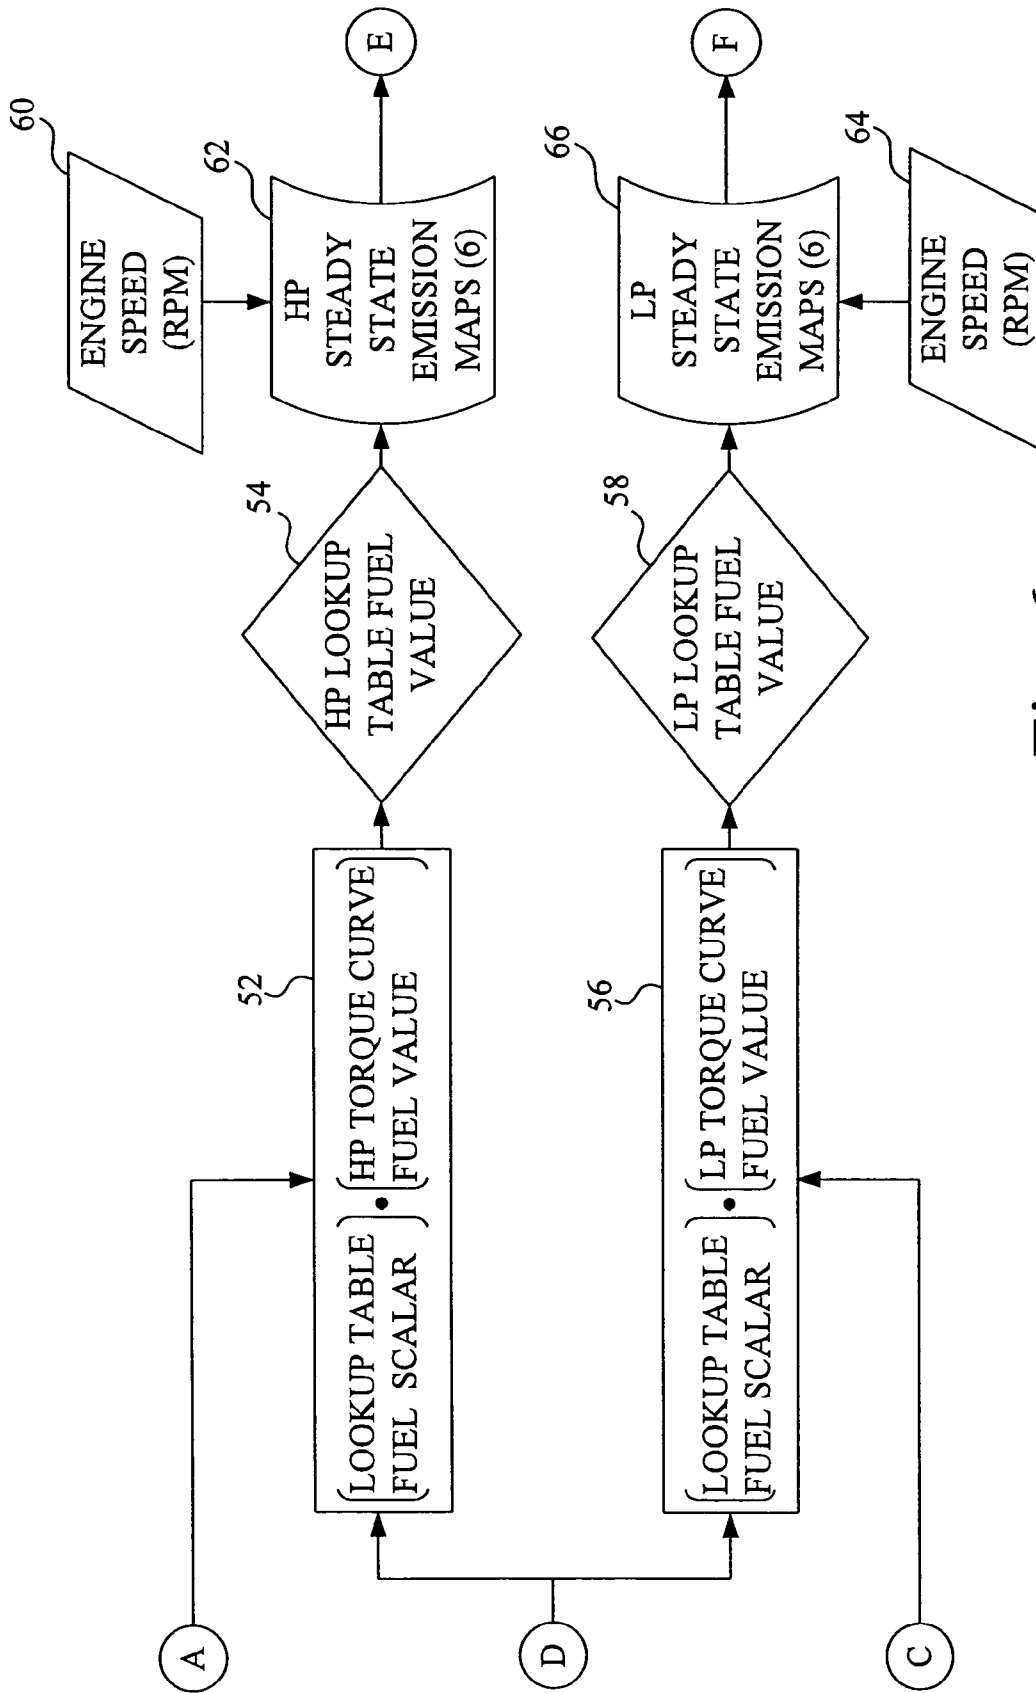 A
D
C
52
(LOOKUP TABLE
FUEL SCALAR) • (HP TORQUE CURVE
FUEL VALUE)
56
(LOOKUP TABLE
FUEL SCALAR) • (LP TORQUE CURVE
FUEL VALUE)
54
HP LOOKUP
TABLE FUEL
VALUE
58
LP LOOKUP
TABLE FUEL
VALUE
60
ENGINE
SPEED
(RPM)
62
HP
STEADY
STATE
EMISSION
MAPS (6)
66
LP
STEADY
STATE
EMISSION
MAPS (6)
64
ENGINE
SPEED
(RPM)
E
F